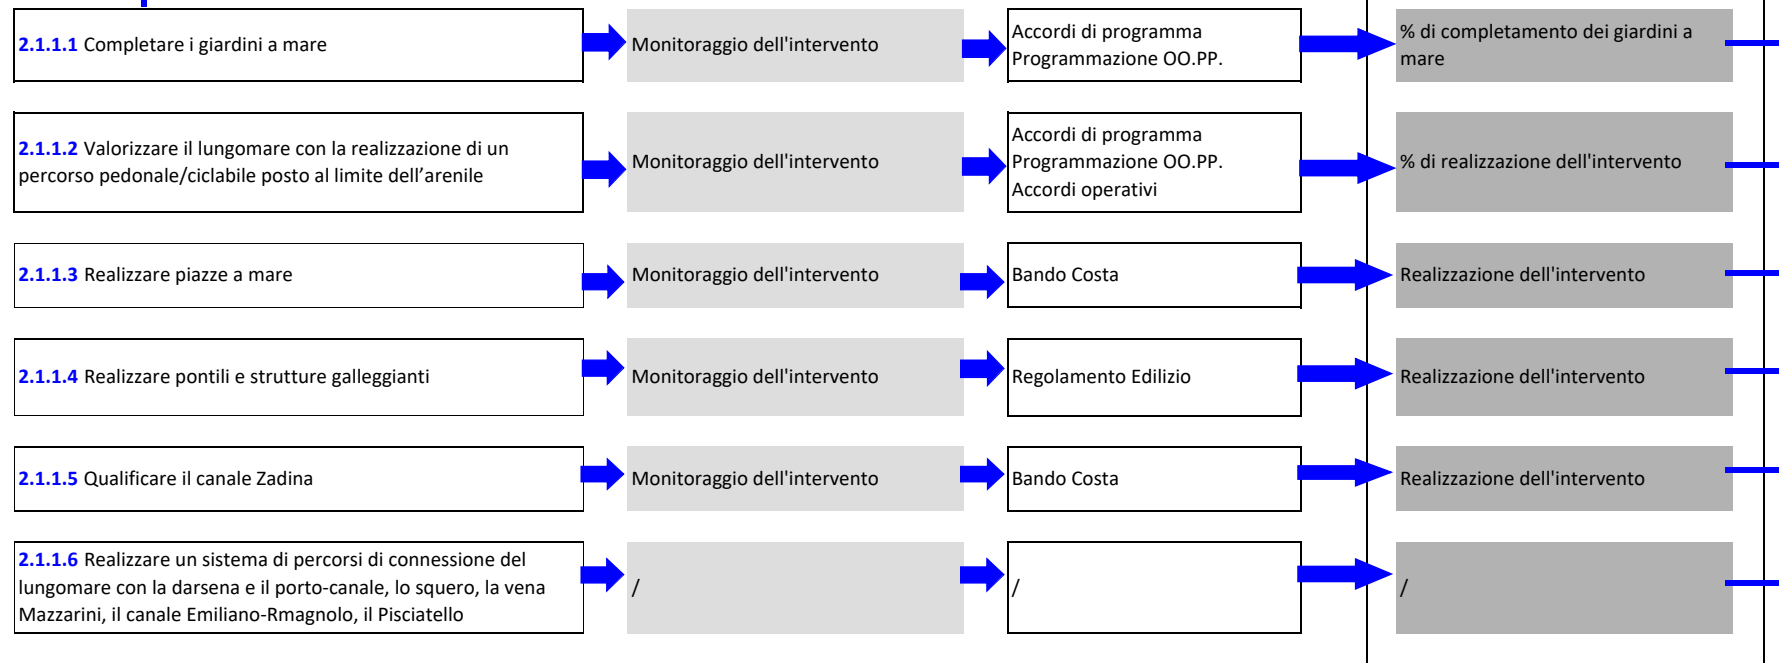 2.1.1.1 Completare i giardini a mare
Monitoraggio dell'intervento
Accordi di programma
Programmazione OO.PP.
% di completamento dei giardini a
mare
2.1.1.2 Valorizzare il lungomare con la realizzazione di un
percorso pedonale/ciclabile posto al limite dell’arenile
Monitoraggio dell'intervento
Accordi di programma
Programmazione OO.PP.
Accordi operativi
% di realizzazione dell'intervento
2.1.1.3 Realizzare piazze a mare
Monitoraggio dell'intervento
Bando Costa
Realizzazione dell'intervento
2.1.1.4 Realizzare pontili e strutture galleggianti
Monitoraggio dell'intervento
Regolamento Edilizio
Realizzazione dell'intervento
2.1.1.5 Qualificare il canale Zadina
Monitoraggio dell'intervento
Bando Costa
Realizzazione dell'intervento
2.1.1.6 Realizzare un sistema di percorsi di connessione del
lungomare con la darsena e il porto-canale, lo squero, la vena
Mazzarini, il canale Emiliano-Rmagnolo, il Pisciatello
/
/
/